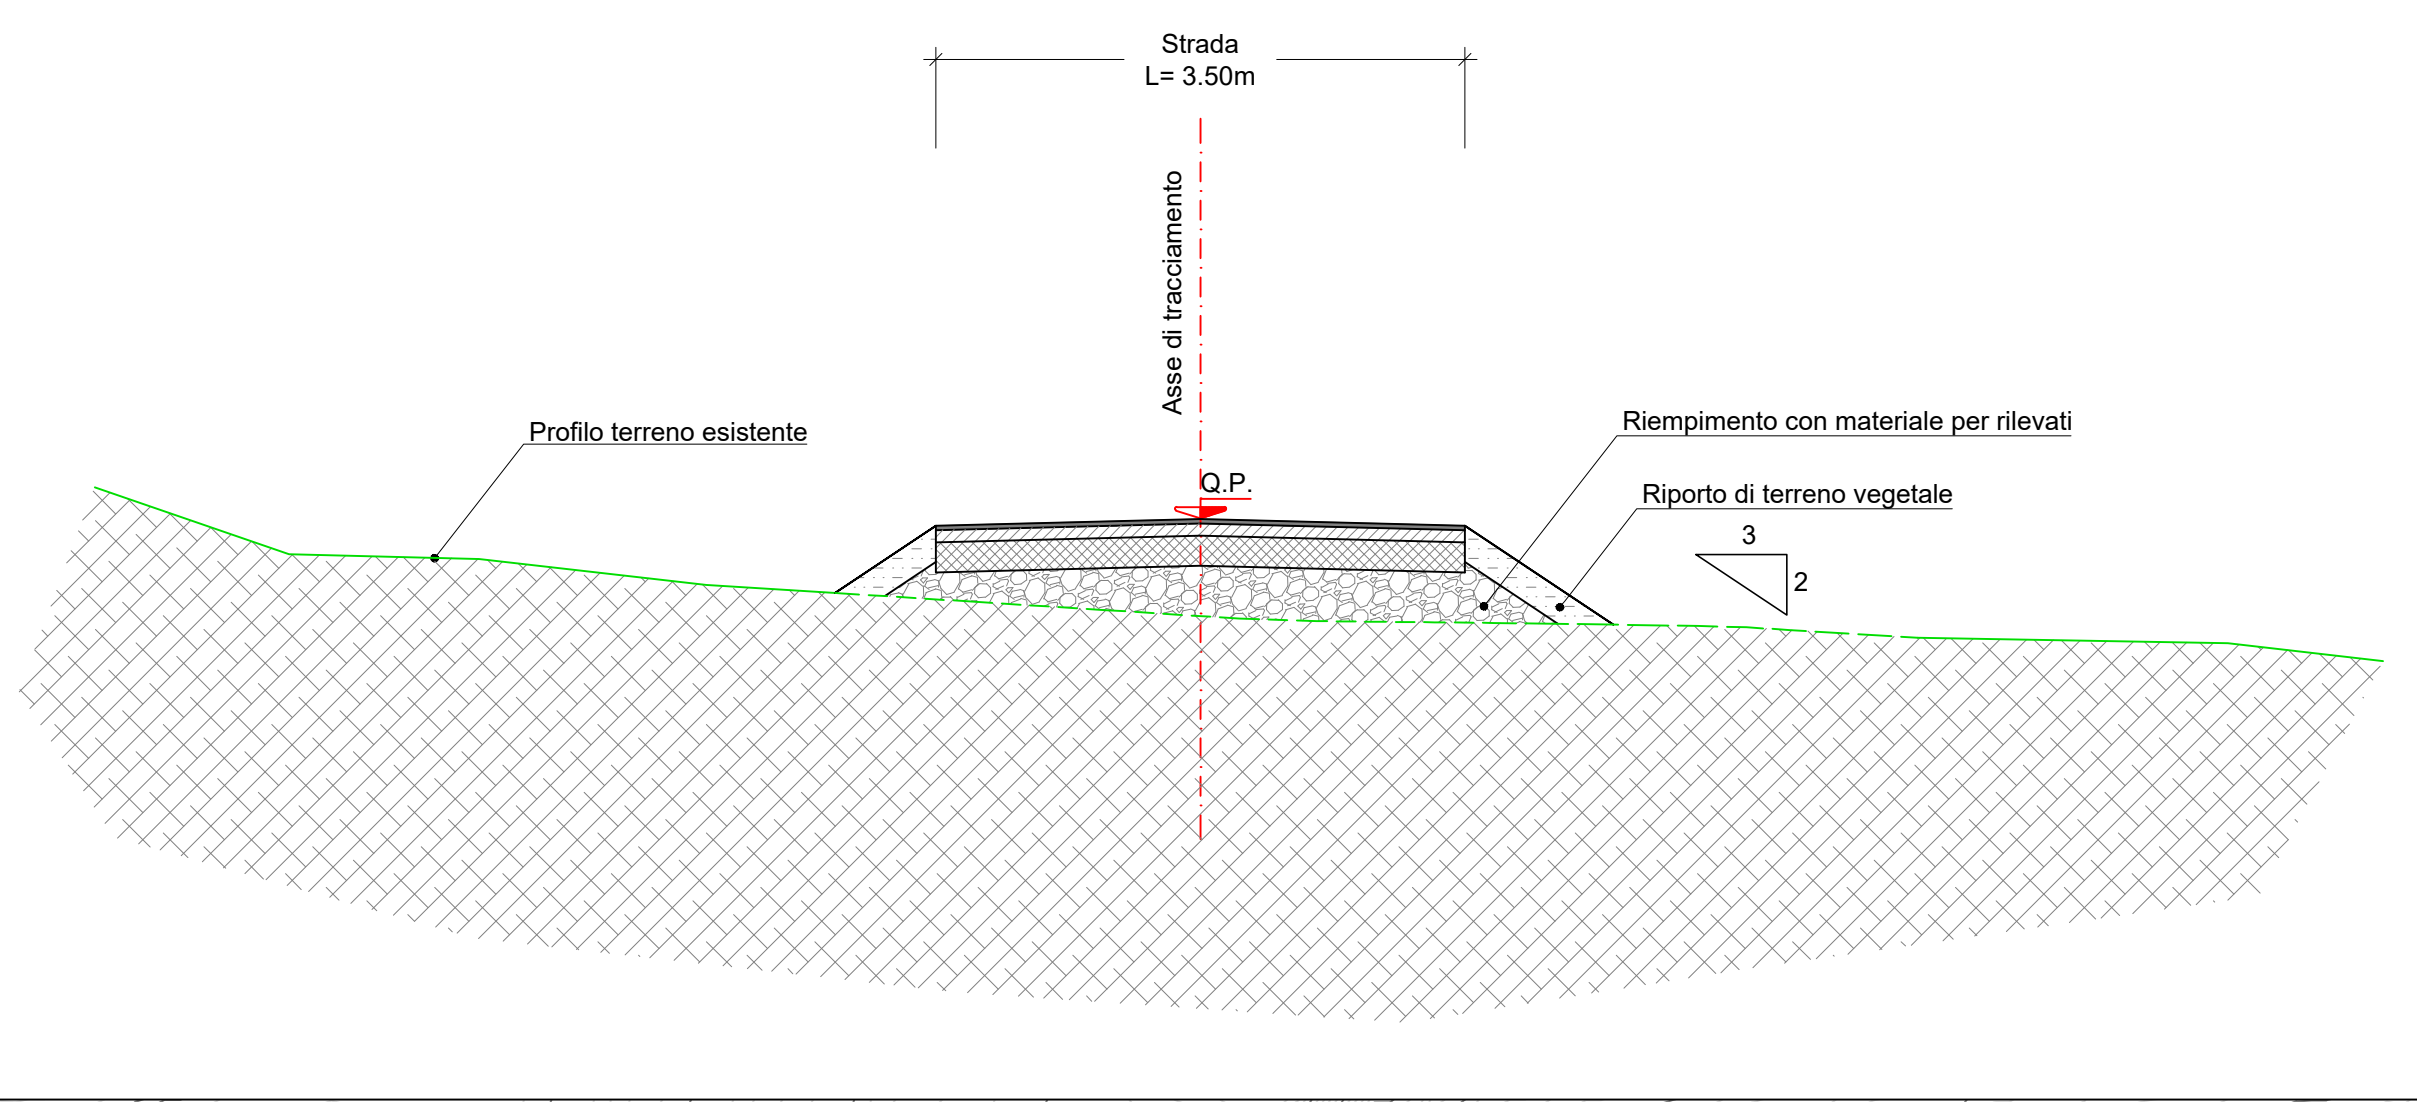 Strada
L= 3.50m
Asse di tracciamento
Profilo terreno esistente
Riempimento con materiale per rilevati
Q.P.
Riporto di terreno vegetale
3
2